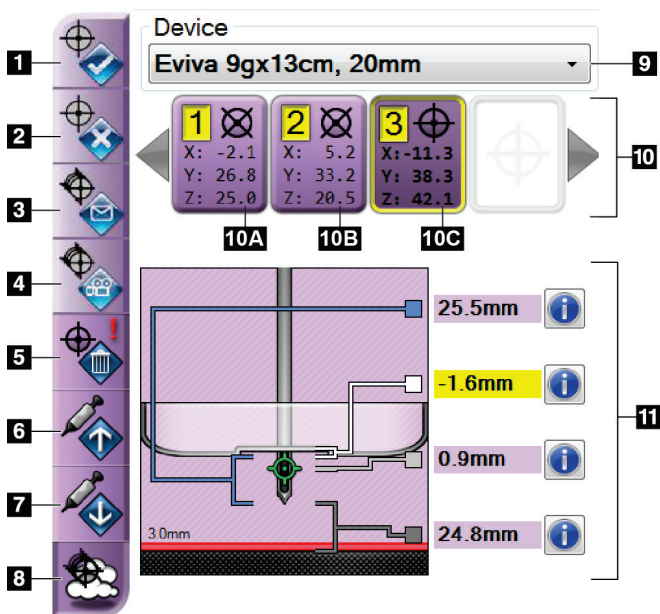 Device
1
Eviva 9gx13cm, 20mm
9
2
1
X: -2.1
Y: 26.8
Z: 25.0
2
X: 5.2
Y: 33.2
Z: 20.5
3
X:-11.3
Y: 38.3
Z: 42.1
10
3
10A
10B
10C
4
25.5mm
i
5
!
-1.6mm
i
11
6
0.9mm
i
7
3.0mm
24.8mm
i
8